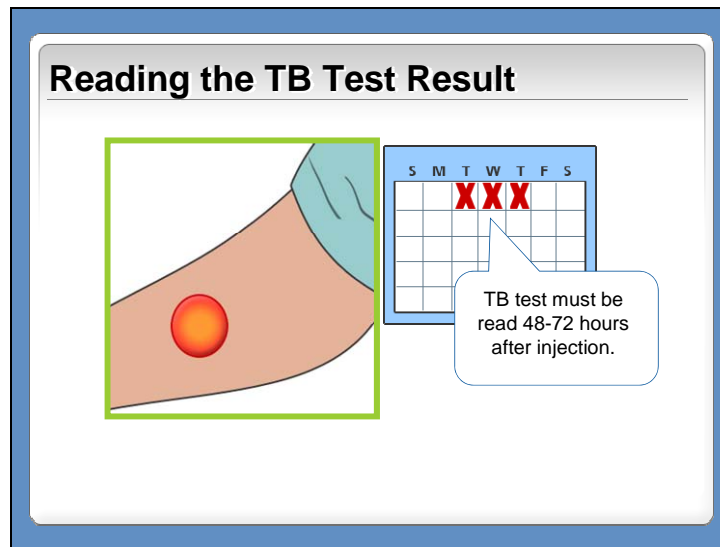 Reading the TB Test Result
S M T W T F S
X X X
TB test must be
read 48-72 hours
after injection.